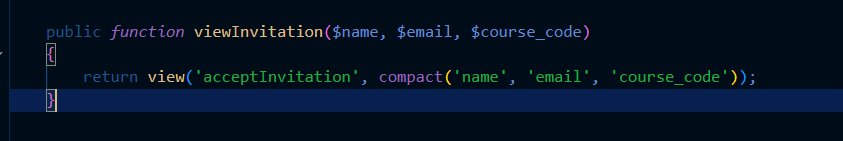 public function viewInvitation($name, $email, $course_code)
{
return view('acceptInvitation', compact('name', 'email', 'course_code'));
}